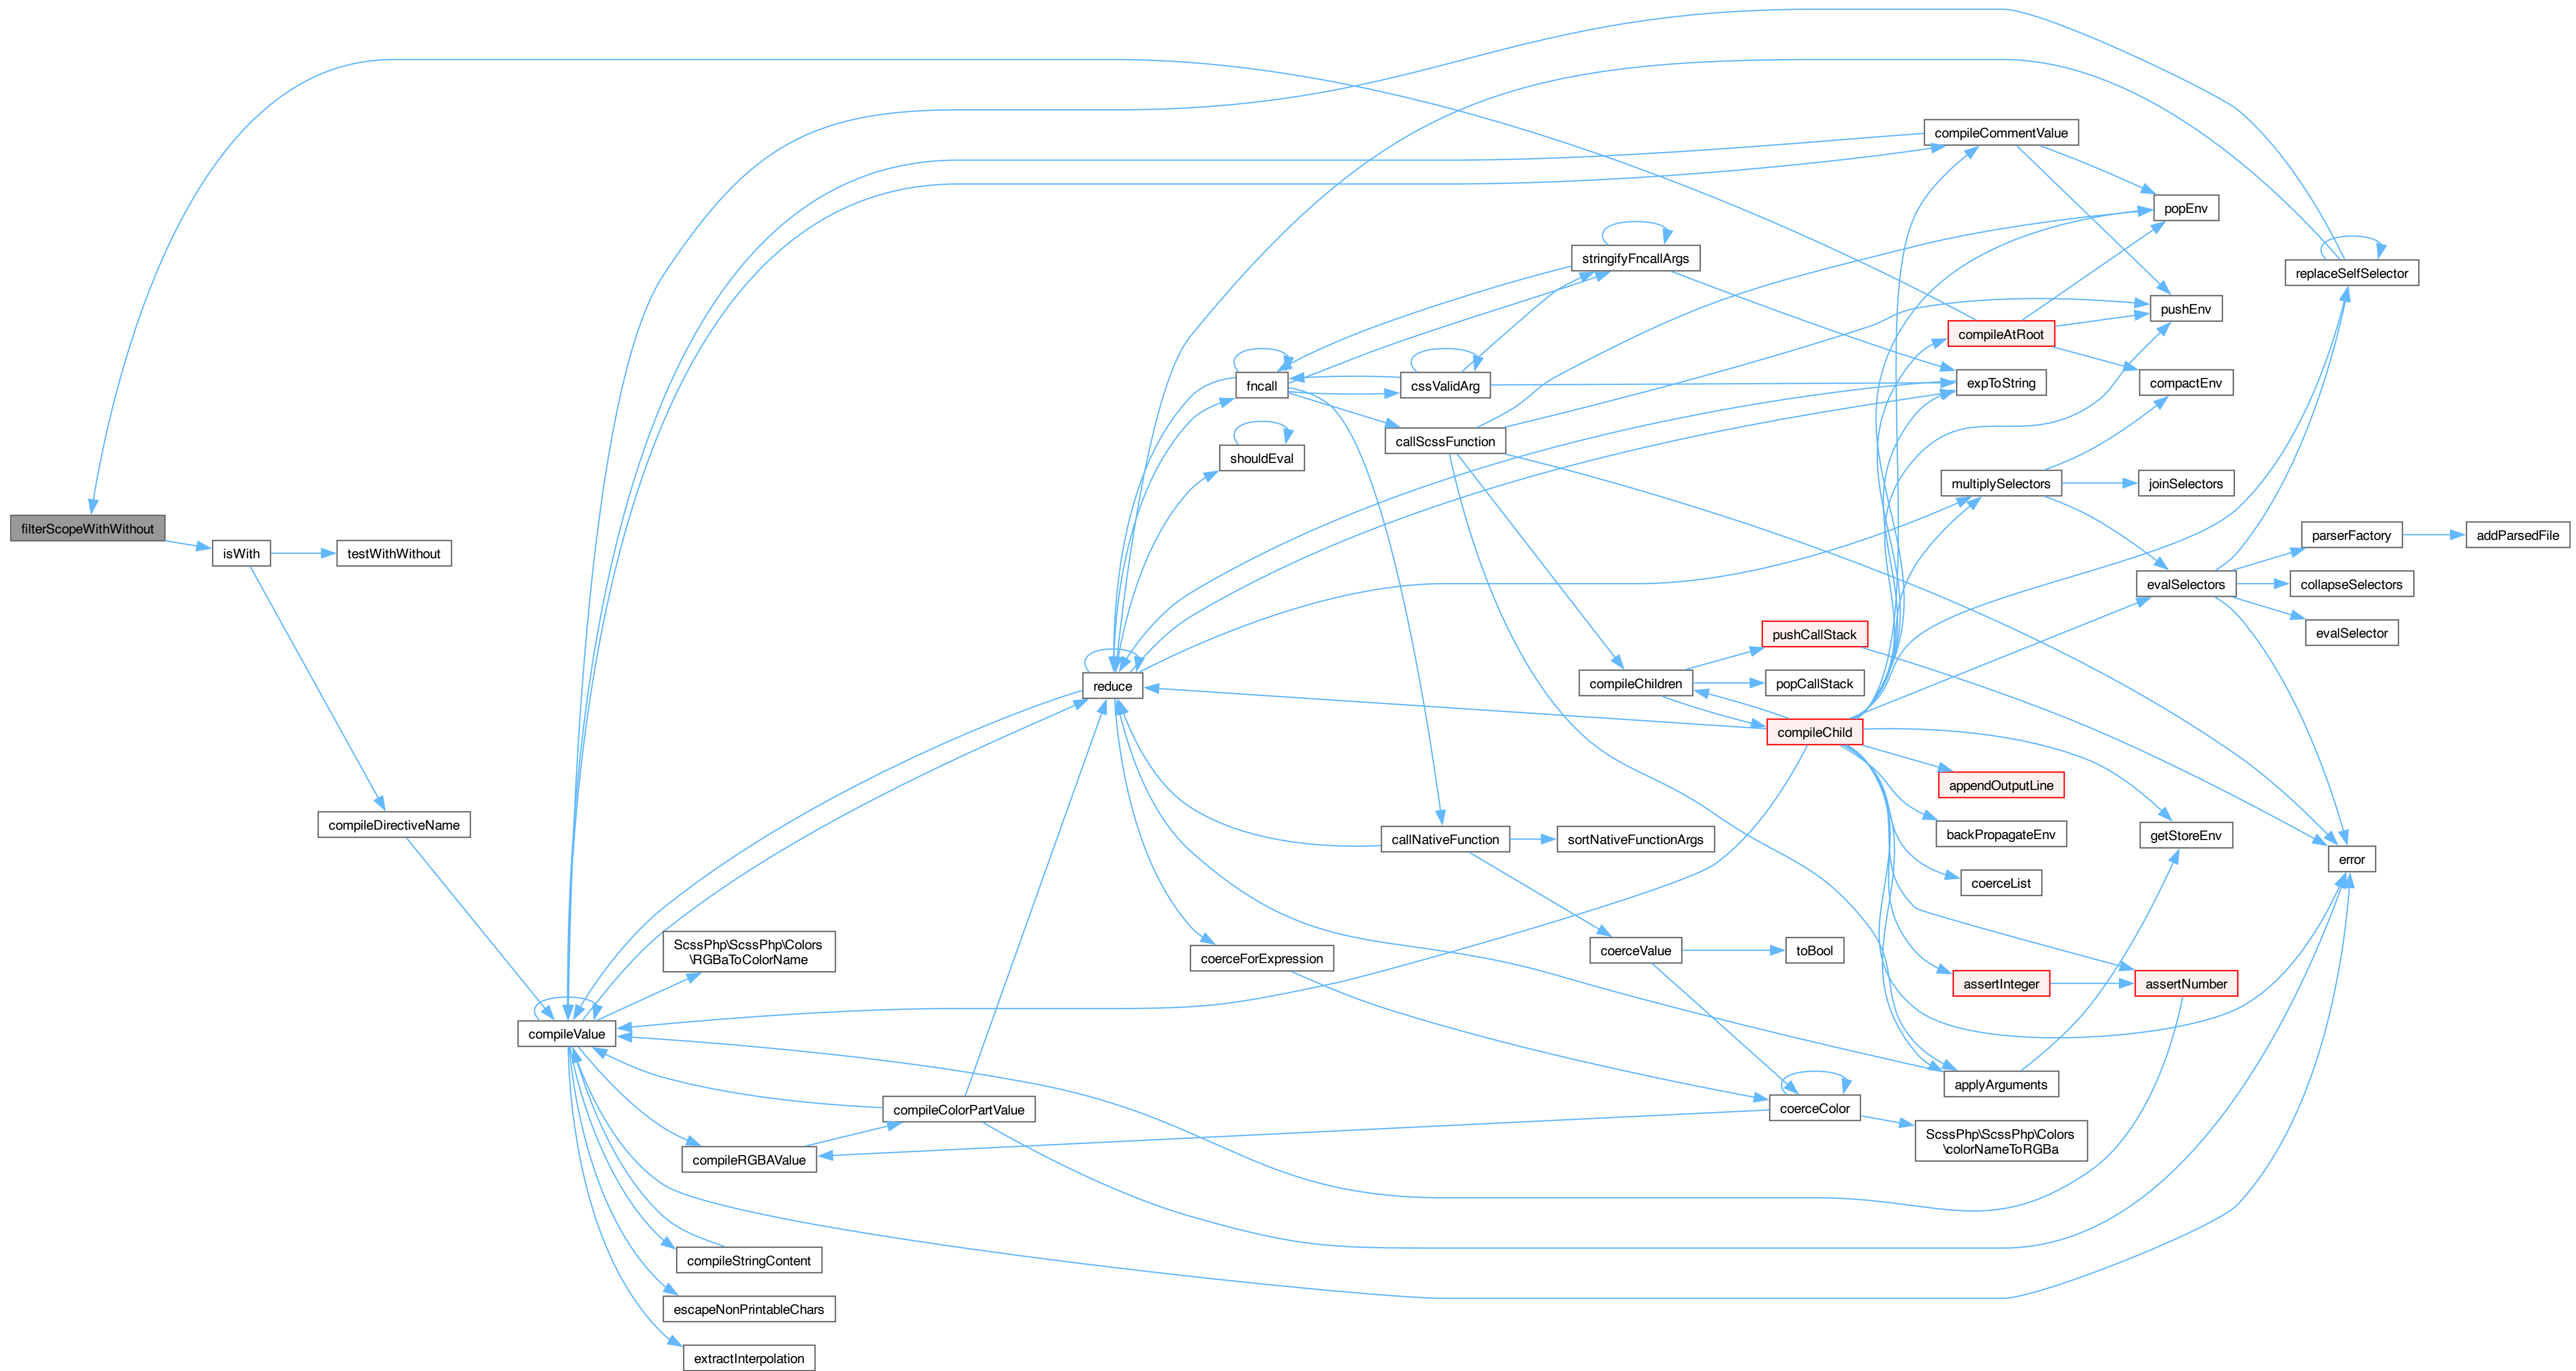 filterScopeWithWithout
isWith
testWithWithout
compileDirectiveName
compileValue
ScssPhp\ScssPhp\Colors
\RGBaToColorName
compileRGBAValue
compileStringContent
escapeNonPrintableChars
extractInterpolation
compileColorPartValue
reduce
fncall
shouldEval
stringifyFncallArgs
cssValidArg
callScssFunction
callNativeFunction
sortNativeFunctionArgs
coerceForExpression
coerceValue
toBool
coerceColor
ScssPhp\ScssPhp\Colors
\colorNameToRGBa
compileChildren
pushCallStack
popCallStack
compileChild
compileCommentValue
compileAtRoot
expToString
multiplySelectors
appendOutputLine
backPropagateEnv
coerceList
assertInteger
assertNumber
applyArguments
popEnv
pushEnv
compactEnv
joinSelectors
evalSelectors
getStoreEnv
replaceSelfSelector
parserFactory
addParsedFile
collapseSelectors
evalSelector
error